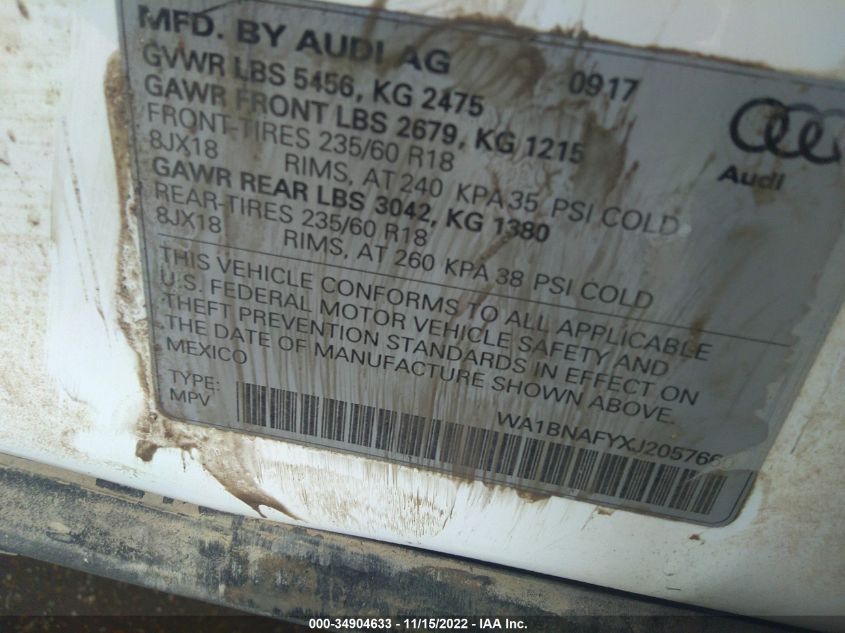 MFD. BY AUDI AG 0917
GVWR LBS 5456, KG 2475
GAWR FRONT LBS 2679, KG 1215
FRONT-TIRES 235/60 R18
8JX18 RIMS, AT 240 KPA 35 PSI COLD
GAWR REAR LBS 3042, KG 1380
REAR-TIRES 235/60 R18
8JX18 RIMS, AT 260 KPA 38 PSI COLD
Audi
THIS VEHICLE CONFORMS TO ALL APPLICABLE
U.S. FEDERAL MOTOR VEHICLE SAFETY AND
THEFT PREVENTION STANDARDS IN EFFECT ON
THE DATE OF MANUFACTURE SHOWN ABOVE.
MEXICO
TYPE:
MPV
WA1BNAFYXJ205766
000-34904633 — 11/15/2022 — IAA Inc.